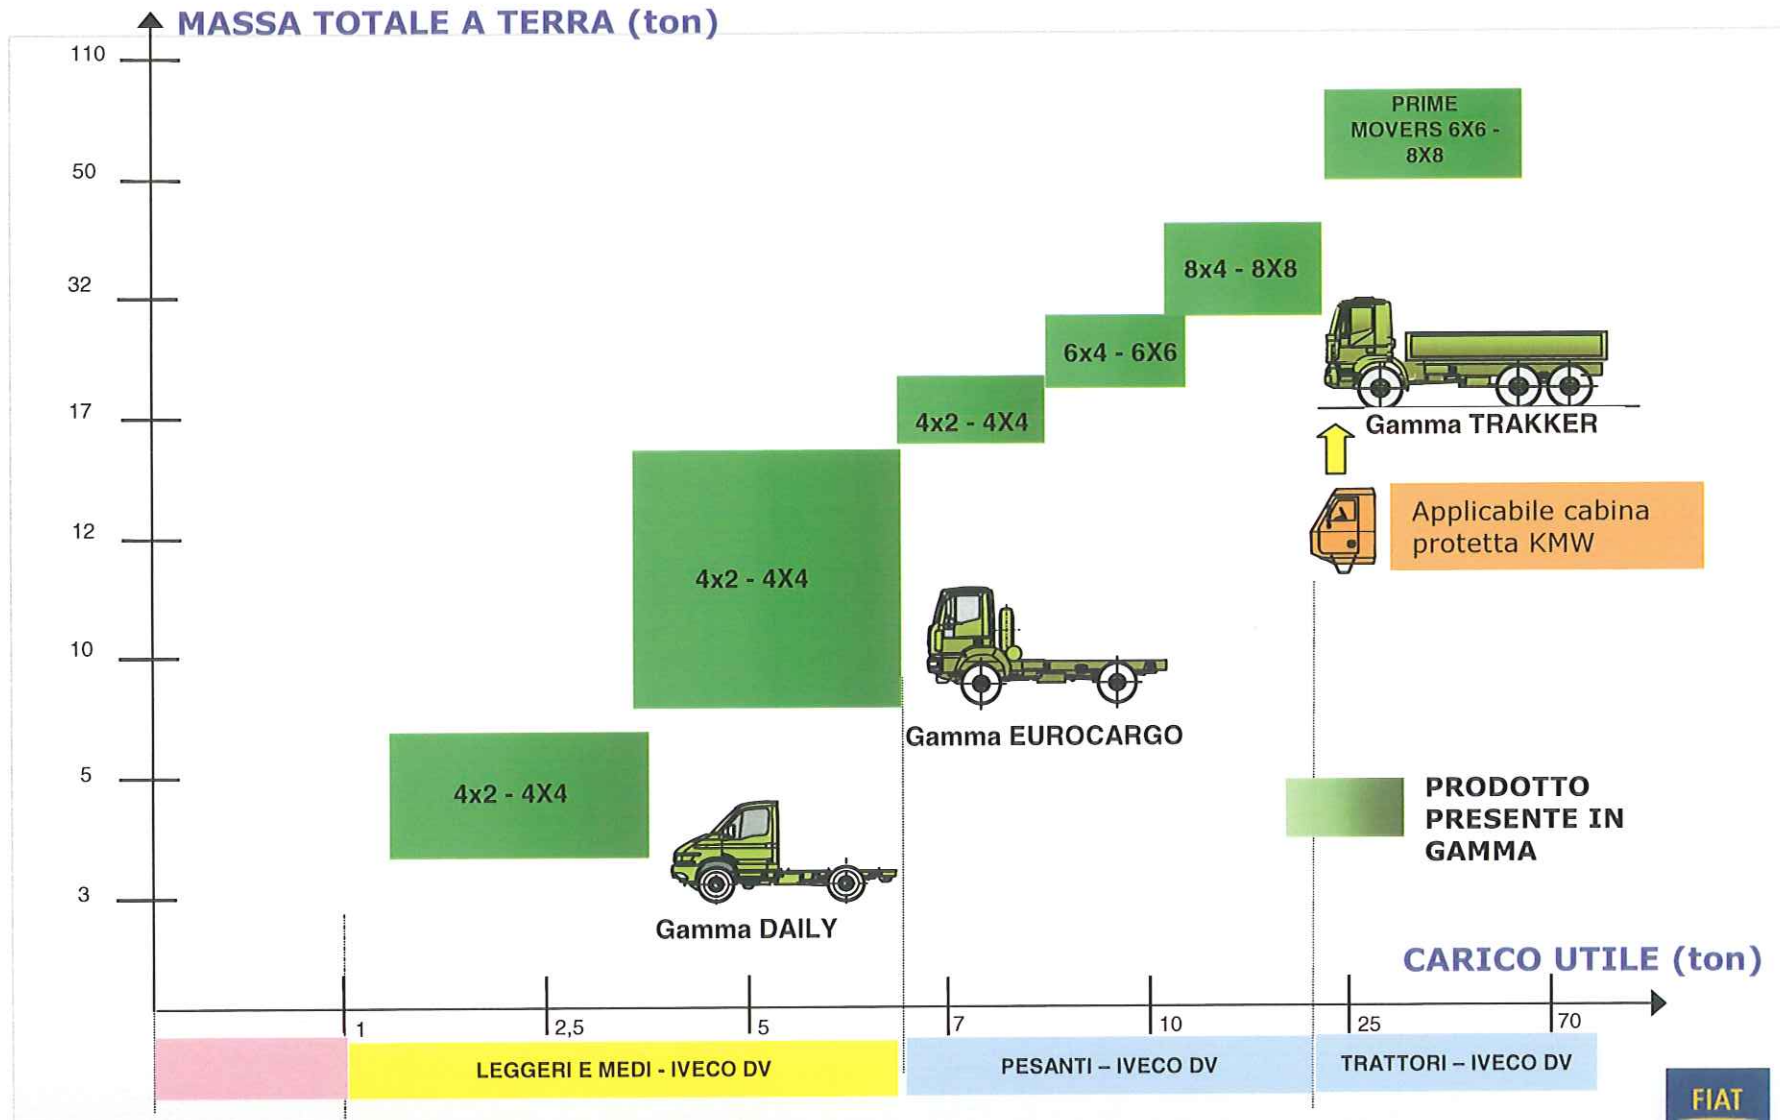 MASSA TOTALE A TERRA (ton)
110
PRIME
MOVERS 6X6 -
8X8
50
8x4 - 8X8
32
6x4 - 6X6
4x2 - 4X4
17
Gamma TRAKKER
Applicabile cabina
protetta KMW
12
4x2 - 4X4
10
Gamma EUROCARGO
5
4x2 - 4X4
PRODOTTO
PRESENTE IN
GAMMA
3
Gamma DAILY
CARICO UTILE (ton)
1
2,5
5
7
10
25
70
LEGGERI E MEDI - IVECO DV
PESANTI – IVECO DV
TRATTORI – IVECO DV
FIAT